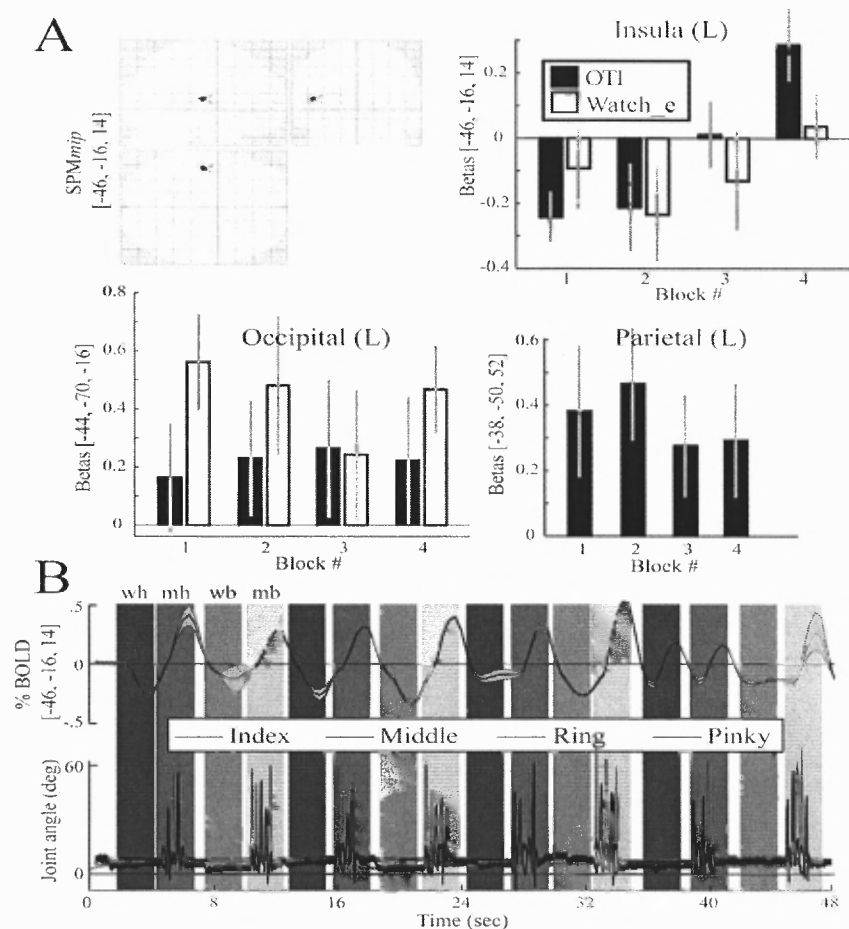 A
SPMmip
[-46, -16, 14]
Insula (L)
OTI
Watch_e
Betas [-46, -16, 14]
0.2
0
-0.2
-0.4
1 2 3 4
Block #
Occipital (L)
Betas [-44, -70, -16]
0.8
0.6
0.4
0.2
0
1 2 3 4
Block #
Parietal (L)
Betas [-38, -50, 52]
0.6
0.4
0.2
0
1 2 3 4
Block #
B
wh mh wb mb
% BOLD
[-46, -16, 14]
.5
0
-.5
Index Middle Ring Pinky
Joint angle (deg)
60
0
0 8 16 24 32 40 48
Time (sec)